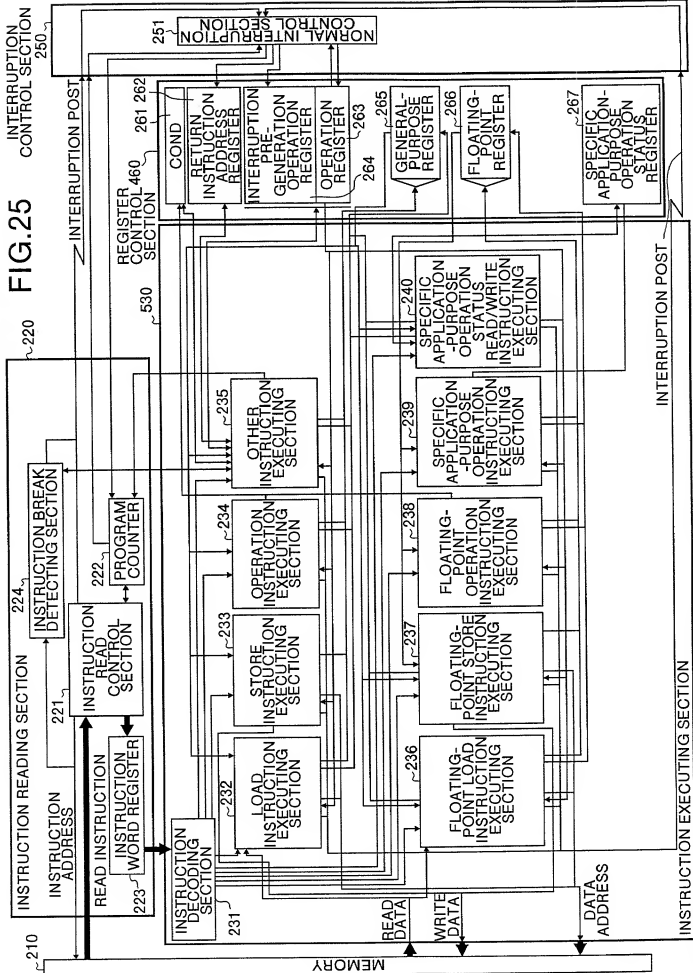 FIG.25
INTERRUPTION
CONTROL SECTION
250
INTERRUPTION POST
251
NORMAL INTERRUPTION
CONTROL SECTION
220
INSTRUCTION READING SECTION
224
INSTRUCTION BREAK
DETECTING SECTION
221
INSTRUCTION
READ
CONTROL
SECTION
222
PROGRAM
COUNTER
INSTRUCTION
ADDRESS
READ INSTRUCTION
INSTRUCTION
WORD REGISTER
223
210
MEMORY
REGISTER
CONTROL
SECTION
460
261
COND
262
RETURN
INSTRUCTION
ADDRESS
REGISTER
INTERRUPTION
PRE-
GENERATION
OPERATION
REGISTER
OPERATION
REGISTER
263
264
265
GENERAL-
PURPOSE
REGISTER
266
FLOATING-
POINT
REGISTER
267
SPECIFIC
APPLICATION-
PURPOSE
OPERATION
STATUS
REGISTER
530
INSTRUCTION
DECODING
SECTION
231
232
LOAD
INSTRUCTION
EXECUTING
SECTION
233
STORE
INSTRUCTION
EXECUTING
SECTION
234
OPERATION
INSTRUCTION
EXECUTING
SECTION
235
OTHER
INSTRUCTION
EXECUTING
SECTION
236
FLOATING-
POINT LOAD
INSTRUCTION
EXECUTING
SECTION
237
FLOATING-
POINT STORE
INSTRUCTION
EXECUTING
SECTION
238
FLOATING-
POINT
OPERATION
INSTRUCTION
EXECUTING
SECTION
239
SPECIFIC
APPLICATION
-PURPOSE
OPERATION
INSTRUCTION
EXECUTING
SECTION
240
SPECIFIC
APPLICATION
-PURPOSE
OPERATION
STATUS
READ/WRITE
INSTRUCTION
EXECUTING
SECTION
READ
DATA
WRITE
DATA
DATA
ADDRESS
INTERRUPTION POST
INSTRUCTION EXECUTING SECTION